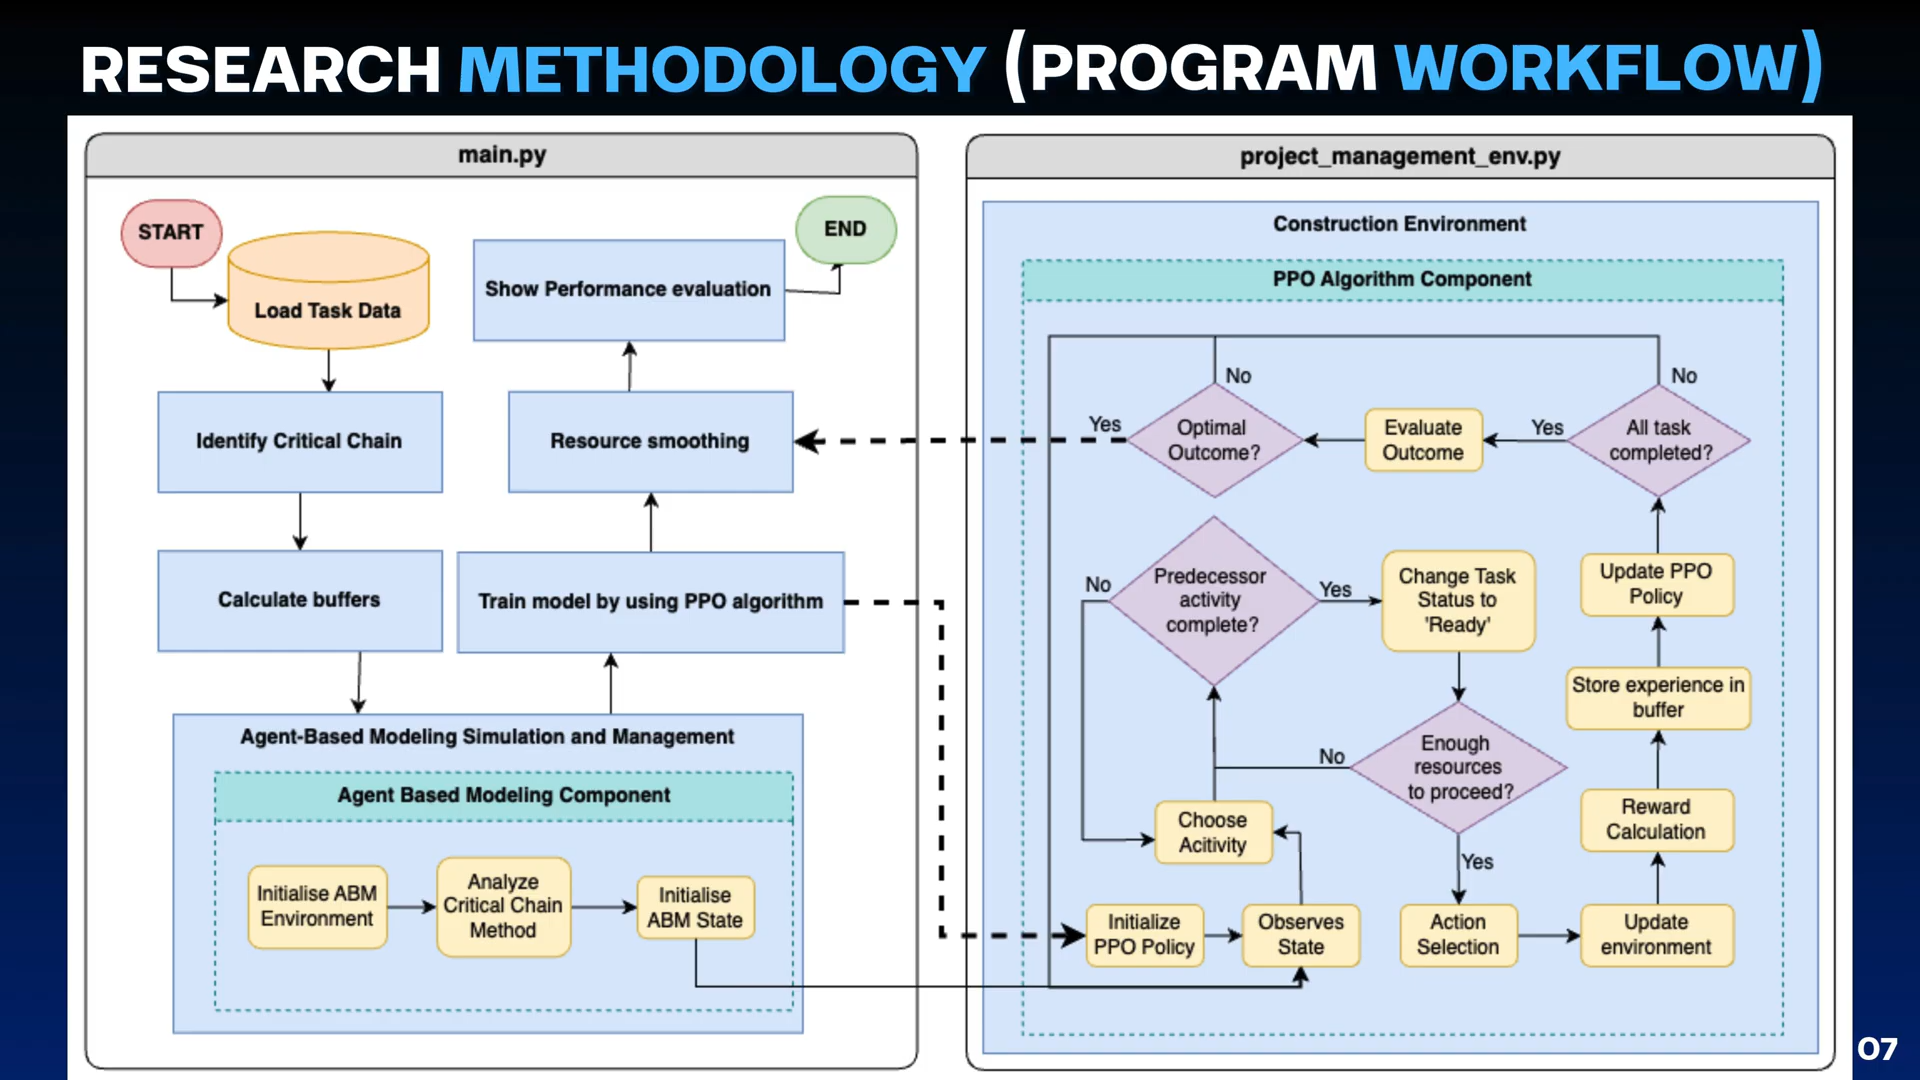 RESEARCH METHODOLOGY (PROGRAM WORKFLOW)
main.py
START
END
Load Task Data
Show Performance evaluation
Identify Critical Chain
Resource smoothing
Calculate buffers
Train model by using PPO algorithm
Agent-Based Modeling Simulation and Management
Agent Based Modeling Component
Initialise ABM
Environment
Analyze
Critical Chain
Method
Initialise
ABM State
project_management_env.py
Construction Environment
PPO Algorithm Component
No
No
Yes
Optimal
Outcome?
Evaluate
Outcome
Yes
All task
completed?
No
Predecessor
activity
complete?
Yes
Change Task
Status to
'Ready'
Update PPO
Policy
Store experience in
buffer
No
Enough
resources
to proceed?
Choose
Acitivity
Reward
Calculation
Yes
Initialize
PPO Policy
Observes
State
Action
Selection
Update
environment
07